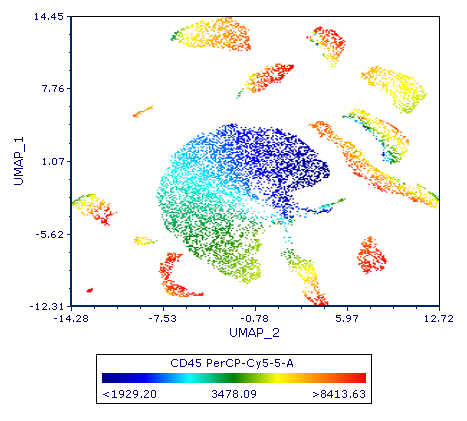 14.45
7.76
1.07
-5.62
-12.31
UMAP_1
-14.28 -7.53 -0.78 5.97 12.72
UMAP_2
CD45 PerCP-Cy5-5-A
<1929.20 3478.09 >8413.63